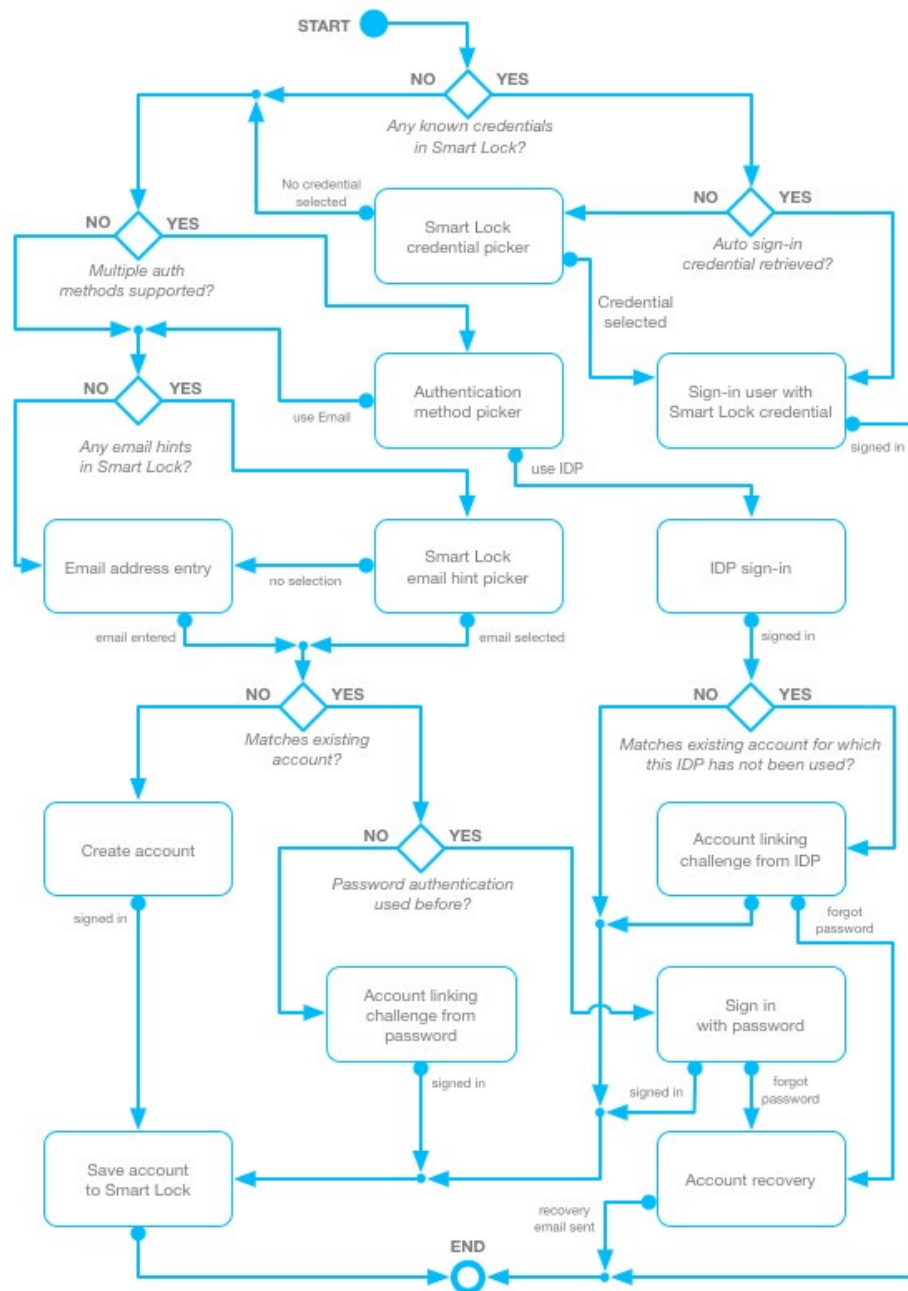 START
NO
YES
Any known credentials
in Smart Lock?
No credential
selected
Smart Lock
credential picker
NO
YES
Auto sign-in
credential retrieved?
NO
YES
Multiple auth
methods supported?
Credential
selected
Authentication
method picker
use Email
use IDP
Sign-in user with
Smart Lock credential
signed in
NO
YES
Any email hints
in Smart Lock?
Email address entry
no selection
Smart Lock
email hint picker
IDP sign-in
email entered
email selected
signed in
NO
YES
Matches existing
account?
NO
YES
Matches existing account for which
this IDP has not been used?
Create account
signed in
NO
YES
Password authentication
used before?
Account linking
challenge from IDP
forgot
password
Account linking
challenge from
password
signed in
Sign in
with password
signed in
forgot
password
Save account
to Smart Lock
Account recovery
recovery
email sent
END